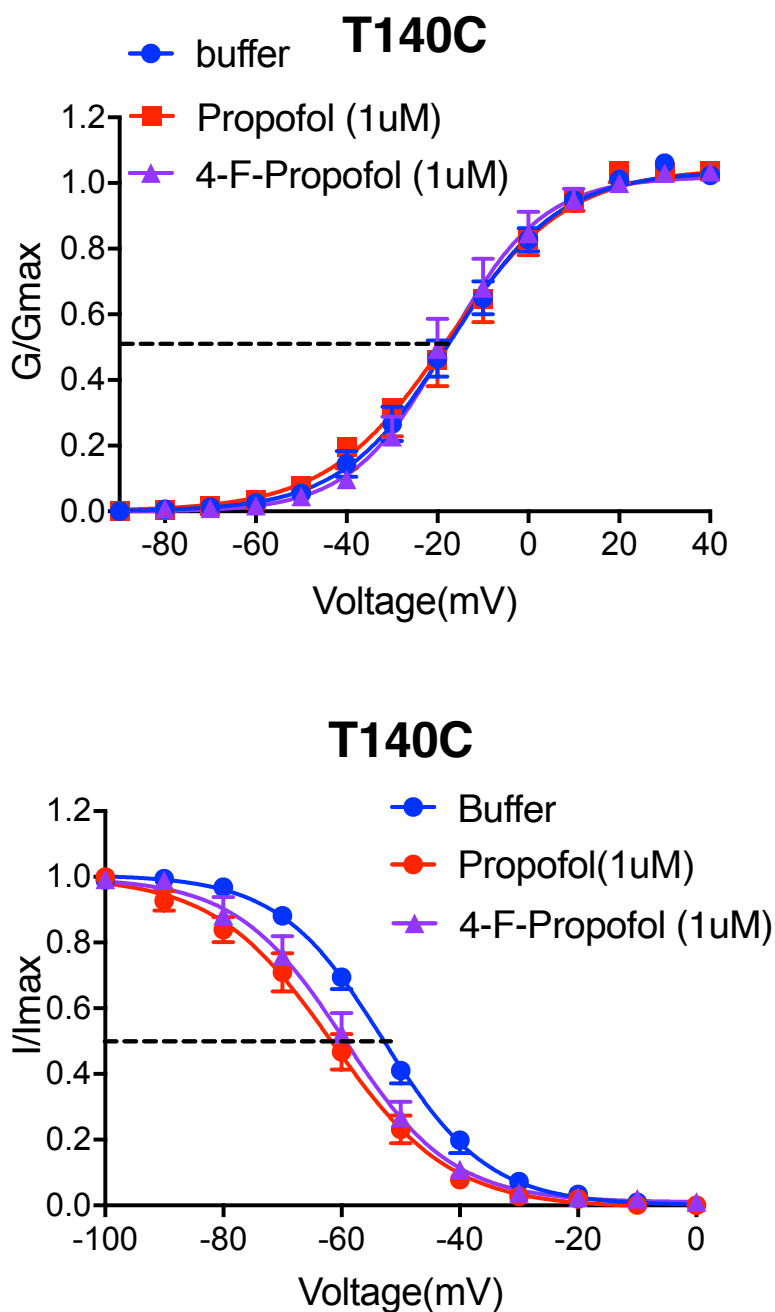 T140C
buffer
Propofol (1uM)
4-F-Propofol (1uM)
1.2
1.0
0.8
0.6
0.4
0.2
0.0
G/Gmax
-80 -60 -40 -20 0 20 40
Voltage(mV)
T140C
Buffer
Propofol(1uM)
4-F-Propofol (1uM)
1.2
1.0
0.8
0.6
0.4
0.2
0.0
I/Imax
-100 -80 -60 -40 -20 0
Voltage(mV)